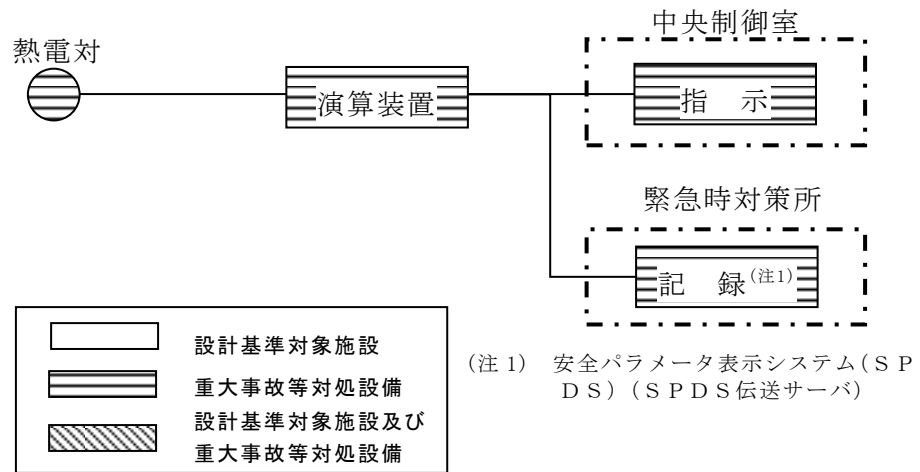 中央制御室
熱電対
演算装置
指 示
緊急時対策所
記 録(注1)
設計基準対象施設
重大事故等対処設備
設計基準対象施設及び
重大事故等対処設備
(注1) 安全パラメータ表示システム(SP
DS)(SPDS伝送サーバ)